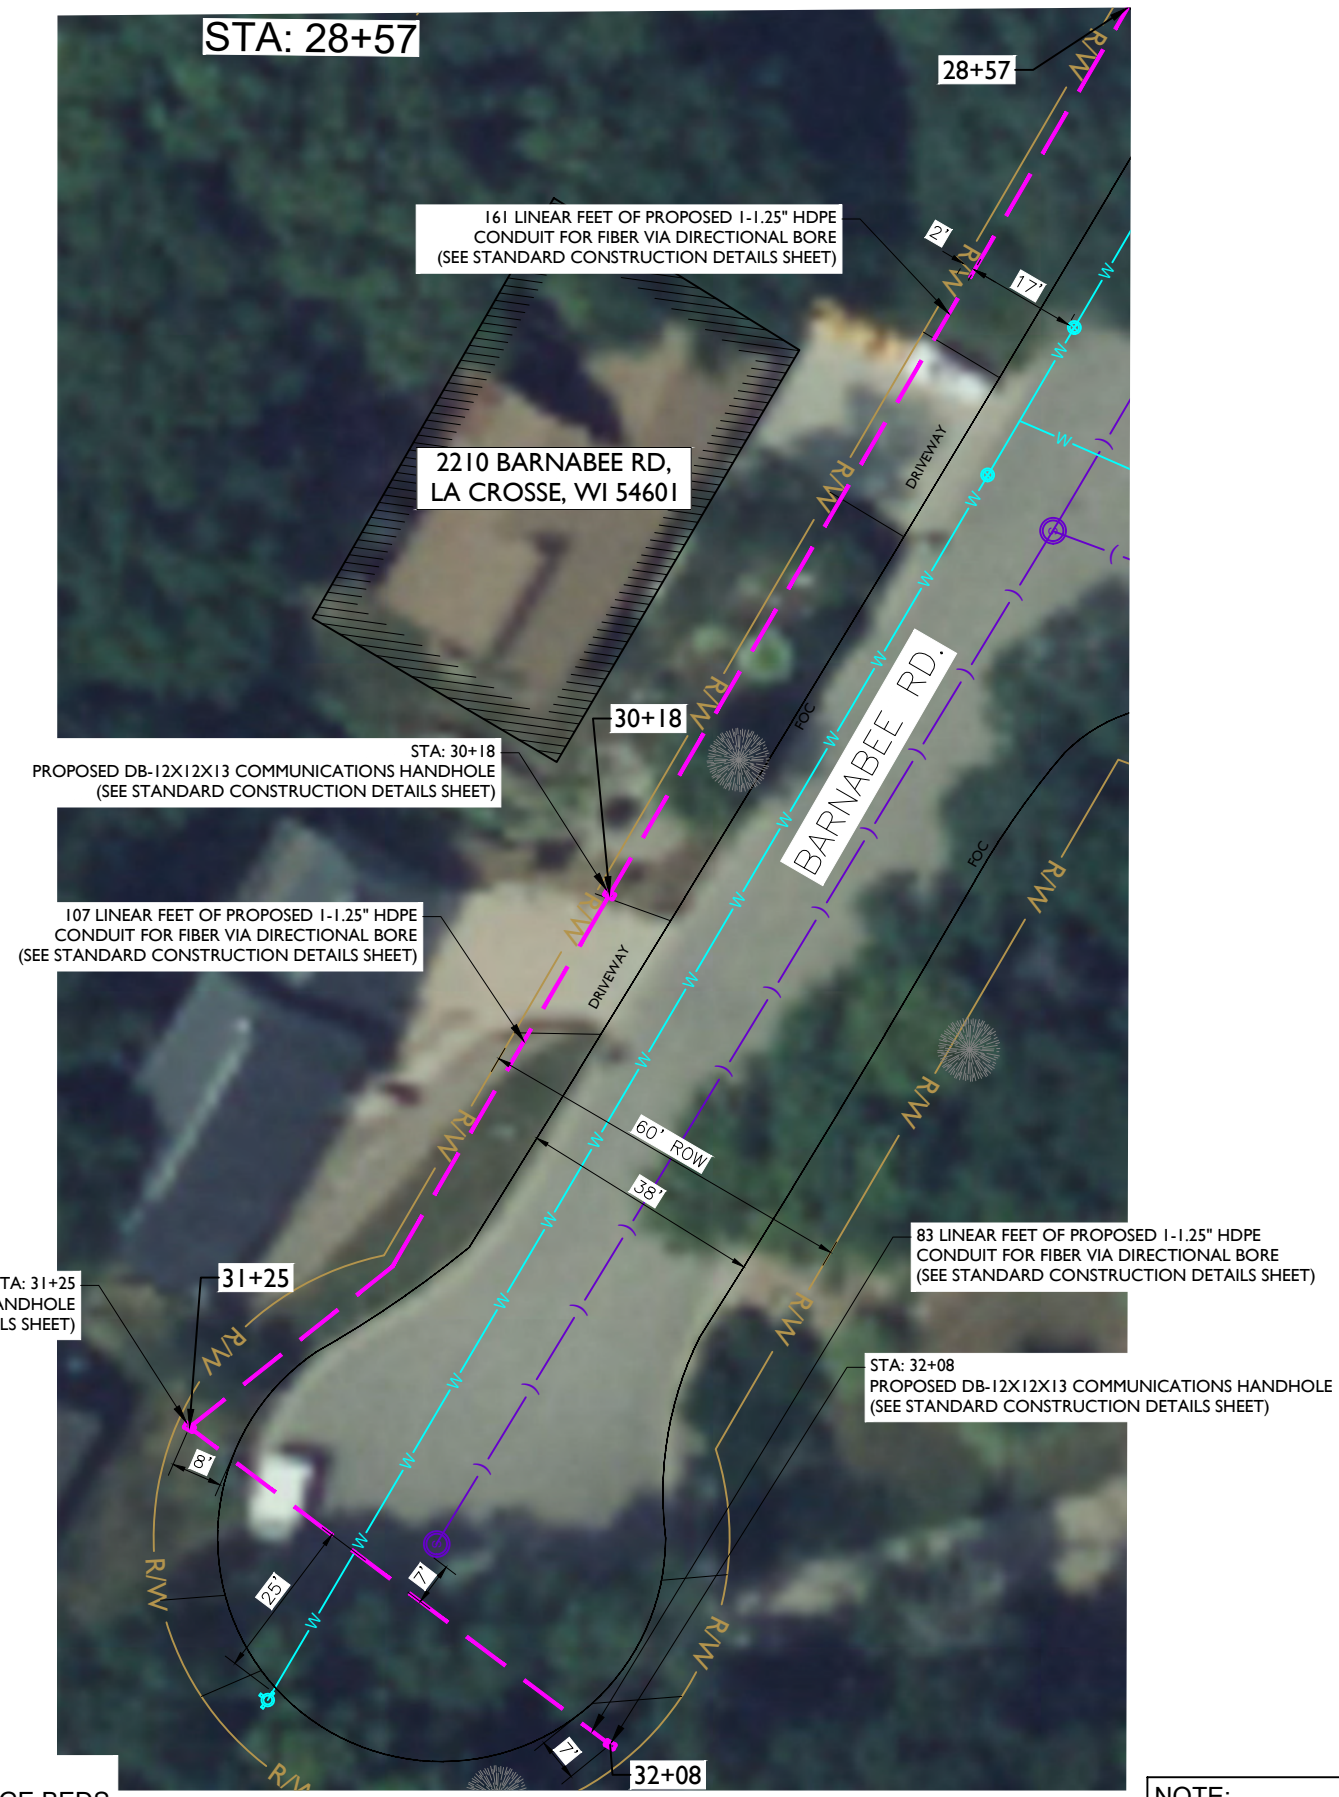 STA: 28+57
28+57
R/W
161 LINEAR FEET OF PROPOSED 1-1.25" HDPE
CONDUIT FOR FIBER VIA DIRECTIONAL BORE
(SEE STANDARD CONSTRUCTION DETAILS SHEET)
2'
R/W
R/W
17'
W
W
W
DRIVEWAY
2210 BARNABEE RD,
LA CROSSE, WI 54601
R/W
R/W
W
S
W
BARNABEE RD.
W
R/W
R/W
FOC
W
30+18
STA: 30+18
PROPOSED DB-12X12X13 COMMUNICATIONS HANDHOLE
(SEE STANDARD CONSTRUCTION DETAILS SHEET)
W
FOC
R/W
W
107 LINEAR FEET OF PROPOSED 1-1.25" HDPE
CONDUIT FOR FIBER VIA DIRECTIONAL BORE
(SEE STANDARD CONSTRUCTION DETAILS SHEET)
R/W
R/W
DRIVEWAY
W
W
R/W
R/W
60' ROW
W
38'
W
83 LINEAR FEET OF PROPOSED 1-1.25" HDPE
CONDUIT FOR FIBER VIA DIRECTIONAL BORE
(SEE STANDARD CONSTRUCTION DETAILS SHEET)
TA: 31+25
ANDHOLE
LS SHEET)
31+25
W
R/W
R/W
W
STA: 32+08
PROPOSED DB-12X12X13 COMMUNICATIONS HANDHOLE
(SEE STANDARD CONSTRUCTION DETAILS SHEET)
8'
W
W
R/W
25'
7'
W
R/W
7'
32+08
R/W
NOTE: